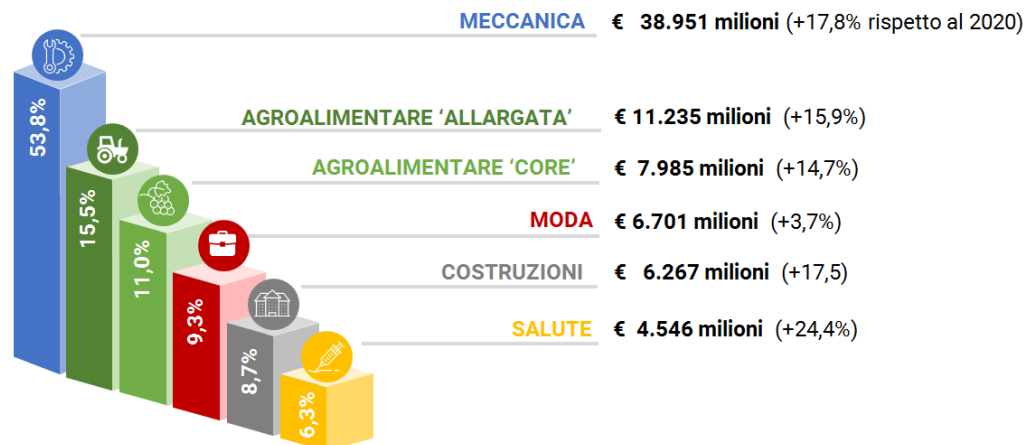 MECCANICA € 38.951 milioni (+17,8% rispetto al 2020)
53,8%
AGROALIMENTARE ‘ALLARGATA’ € 11.235 milioni (+15,9%)
15,5%
AGROALIMENTARE ‘CORE’ € 7.985 milioni (+14,7%)
11,0%
MODA € 6.701 milioni (+3,7%)
9,3%
COSTRUZIONI € 6.267 milioni (+17,5)
8,7%
SALUTE € 4.546 milioni (+24,4%)
6,3%